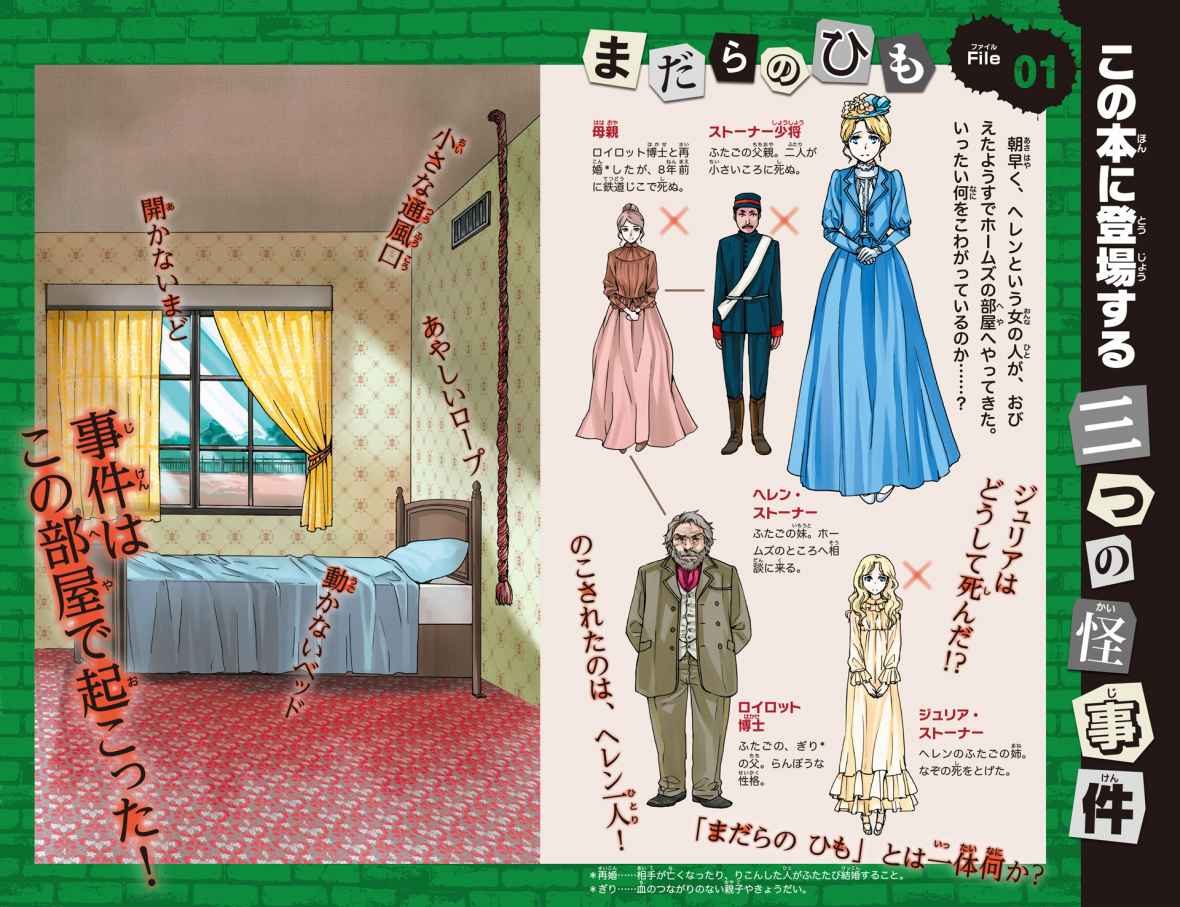 この本に登場する三つの怪事件
File 01
まだらのひも
朝早く、ヘレンという女の人が、おび
えたようすでホームズの部屋へやってきた。
いったい何をこわがっているのか……？
ストーナー少将
ふたごの父親。二人が
小さいころに死ぬ。
母親
ロイロット博士と再
婚*したが、8年前
に鉄道じこで死ぬ。
ヘレン・
ストーナー
ふたごの妹。ホー
ムズのところへ相
談に来る。
ジュリアは
どうして死んだ!?
ロイロット
博士
ふたごの、ぎり*
の父。らんぼうな
性格。
ジュリア・
ストーナー
ヘレンのふたごの姉。
なぞの死をとげた。
のこされたのは、ヘレン一人！
「まだらの ひも」とは一体何か？
小さな通風口
開かないまど
あやしいロープ
動かないベッド
事件は
この部屋で起こった！
*再婚……相手が亡くなったり、りこんした人がふたたび結婚すること。
*ぎり……血のつながりのない親子やきょうだい。